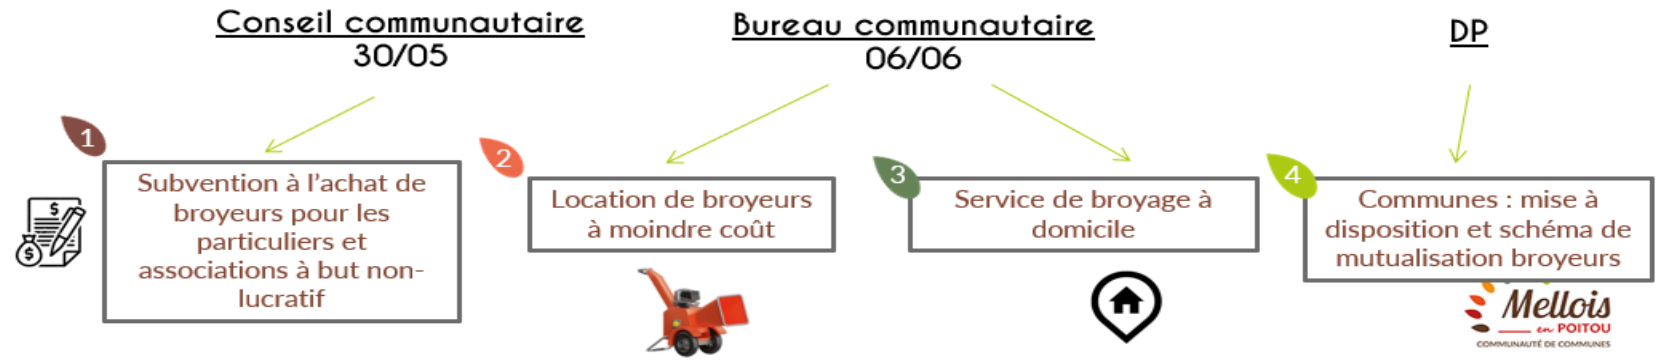 Conseil communautaire
30/05
Bureau communautaire
06/06
DP
1
Subvention à l'achat de
broyeurs pour les
particuliers et
associations à but non-
lucratif
$
$
2
Location de broyeurs
à moindre coût
3
Service de broyage à
domicile
4
Communes : mise à
disposition et schéma de
mutualisation broyeurs
Mellois
en POITOU
COMMUNAUTÉ DE COMMUNES